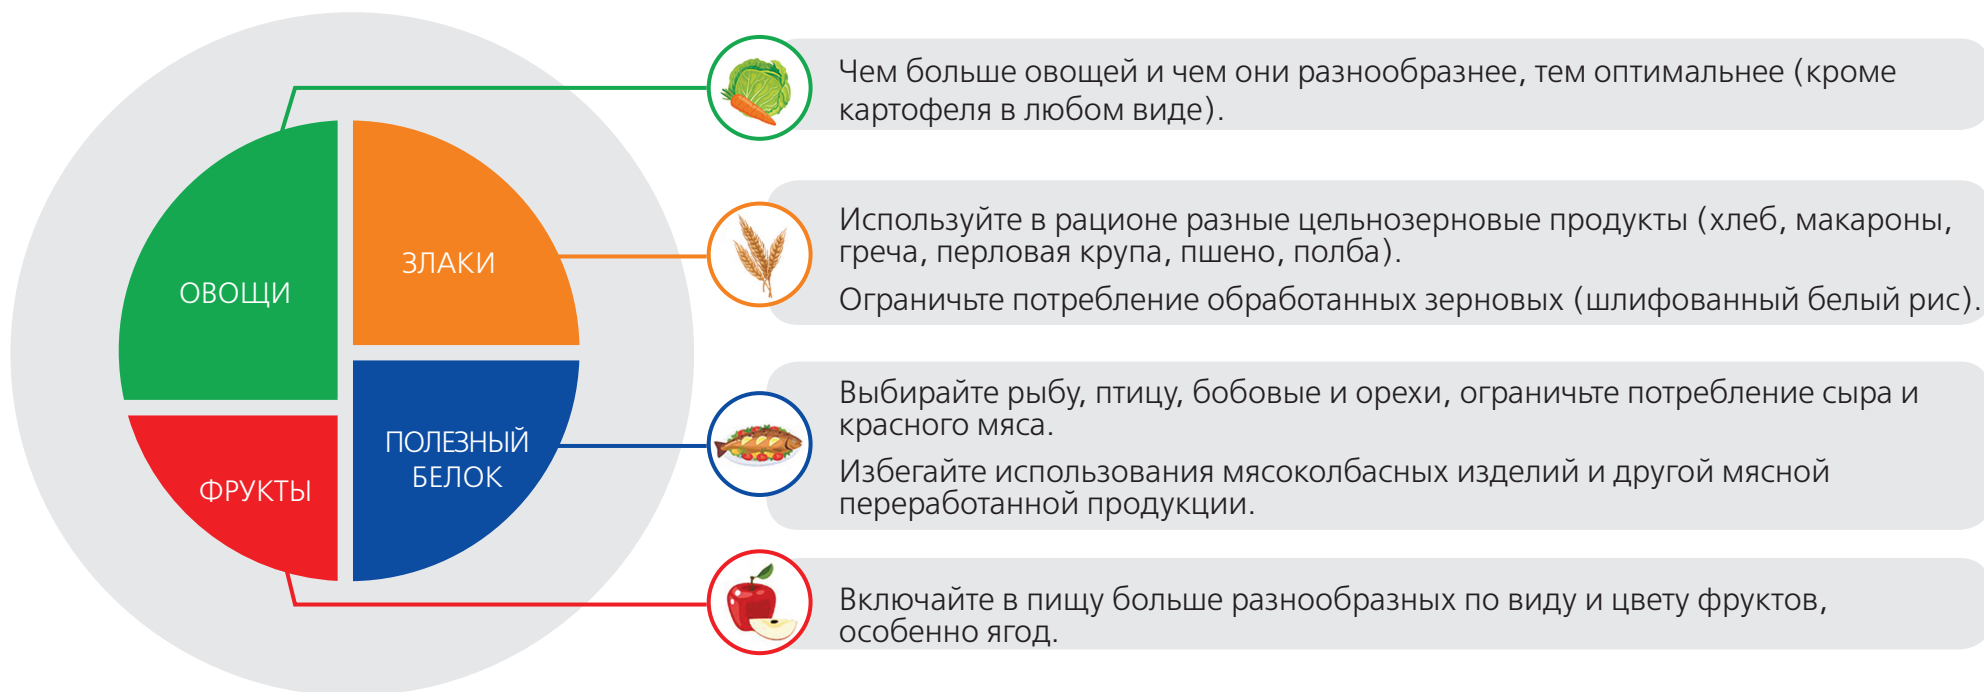 Чем больше овощей и чем они разнообразнее, тем оптимальнее (кроме
картофеля в любом виде).
ЗЛАКИ
ОВОЩИ
Используйте в рационе разные цельнозерновые продукты (хлеб, макароны,
греча, перловая крупа, пшено, полба).
Ограничьте потребление обработанных зерновых (шлифованный белый рис).
ПОЛЕЗНЫЙ
БЕЛОК
ФРУКТЫ
Выбирайте рыбу, птицу, бобовые и орехи, ограничьте потребление сыра и
красного мяса.
Избегайте использования мясоколбасных изделий и другой мясной
переработанной продукции.
Включайте в пищу больше разнообразных по виду и цвету фруктов,
особенно ягод.